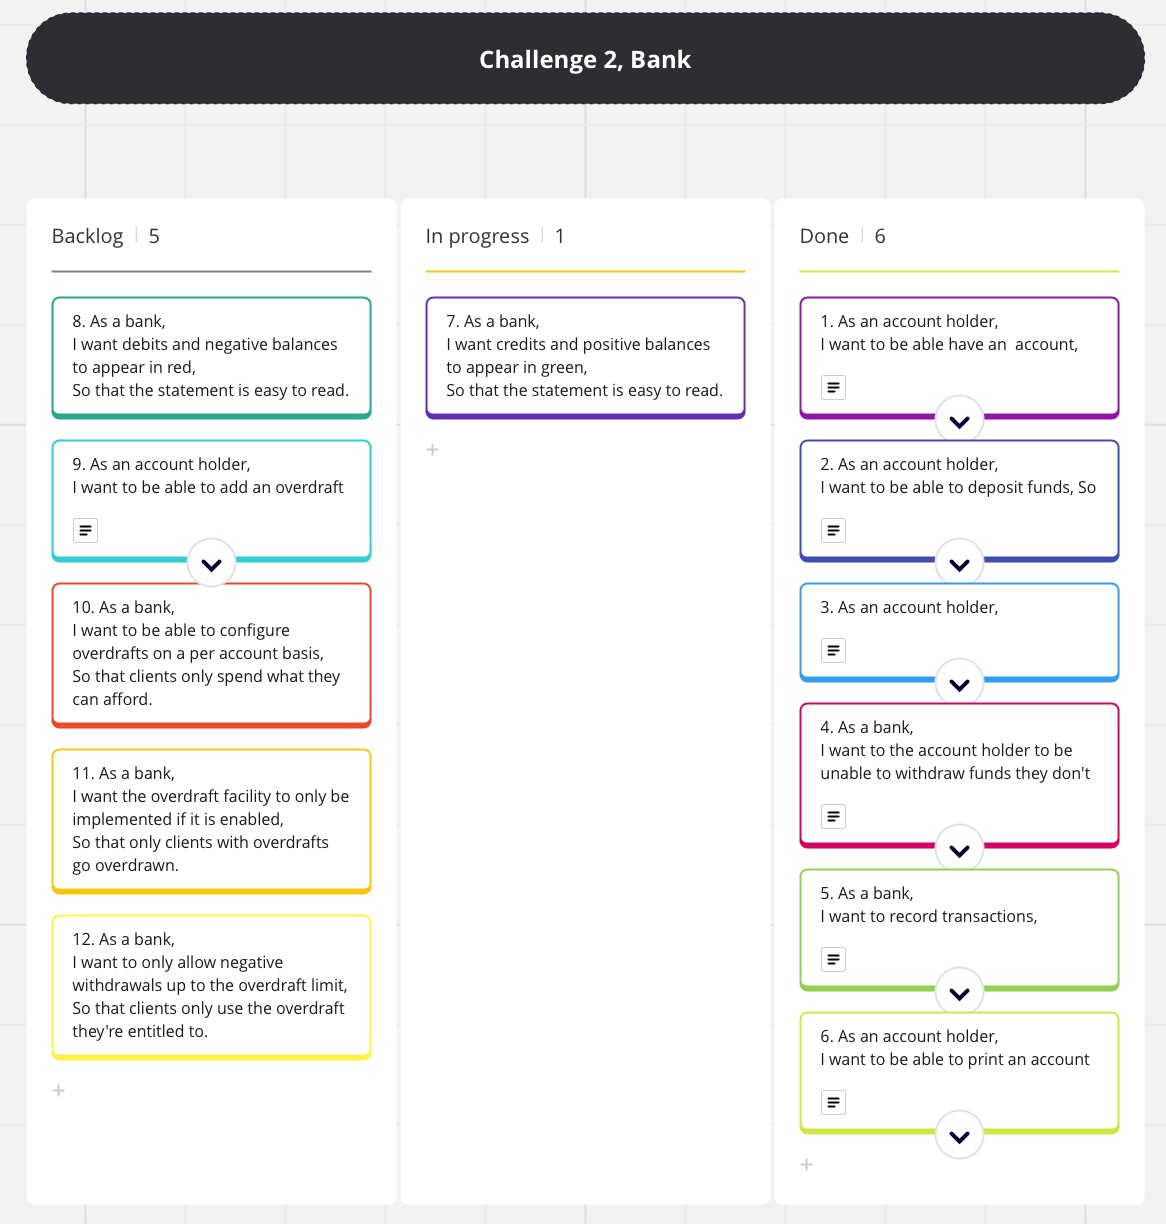 Challenge 2, Bank
Backlog | 5
8. As a bank,
I want debits and negative balances
to appear in red,
So that the statement is easy to read.
9. As an account holder,
I want to be able to add an overdraft
10. As a bank,
I want to be able to configure
overdrafts on a per account basis,
So that clients only spend what they
can afford.
11. As a bank,
I want the overdraft facility to only be
implemented if it is enabled,
So that only clients with overdrafts
go overdrawn.
12. As a bank,
I want to only allow negative
withdrawals up to the overdraft limit,
So that clients only use the overdraft
they're entitled to.
+
In progress | 1
7. As a bank,
I want credits and positive balances
to appear in green,
So that the statement is easy to read.
+
Done | 6
1. As an account holder,
I want to be able have an  account,
2. As an account holder,
I want to be able to deposit funds, So
3. As an account holder,
4. As a bank,
I want to the account holder to be
unable to withdraw funds they don't
5. As a bank,
I want to record transactions,
6. As an account holder,
I want to be able to print an account
+